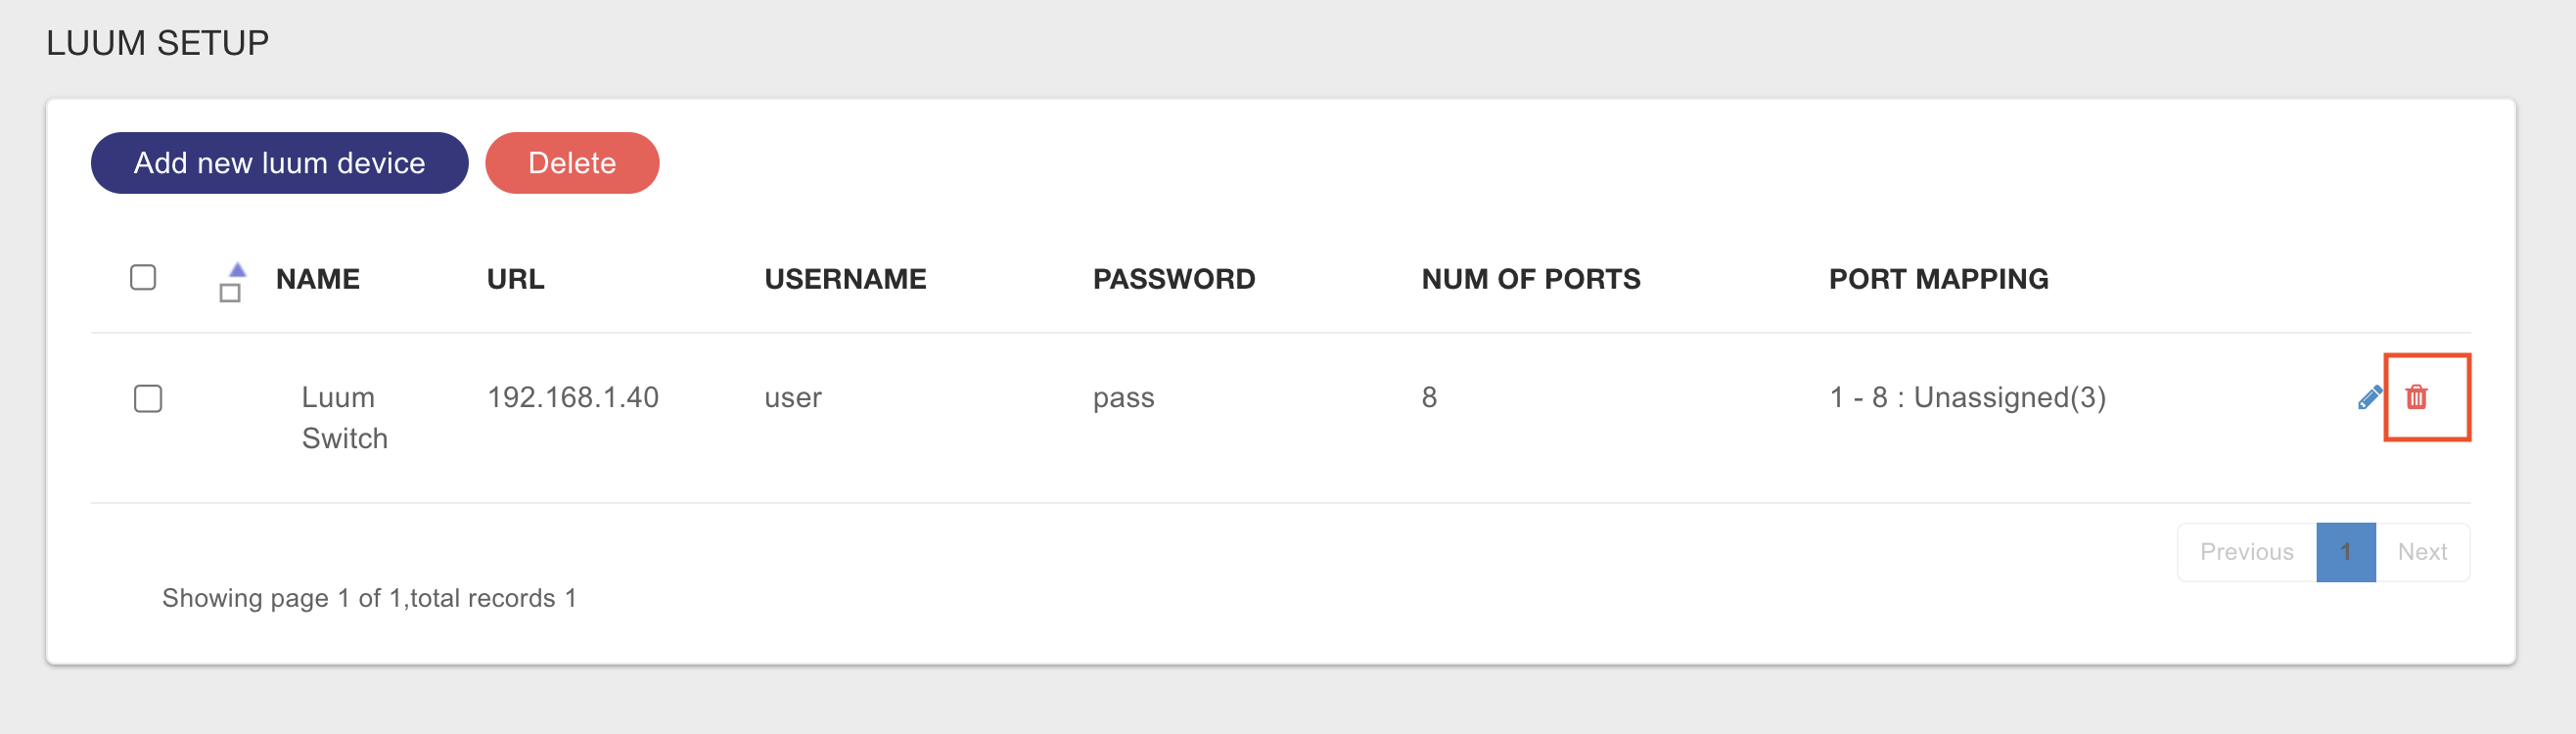 LUUM SETUP
Add new luum device Delete
NAME URL USERNAME PASSWORD NUM OF PORTS PORT MAPPING
Luum 192.168.1.40 user pass 8 1 - 8 : Unassigned(3)
Switch
Previous 1 Next
Showing page 1 of 1,total records 1